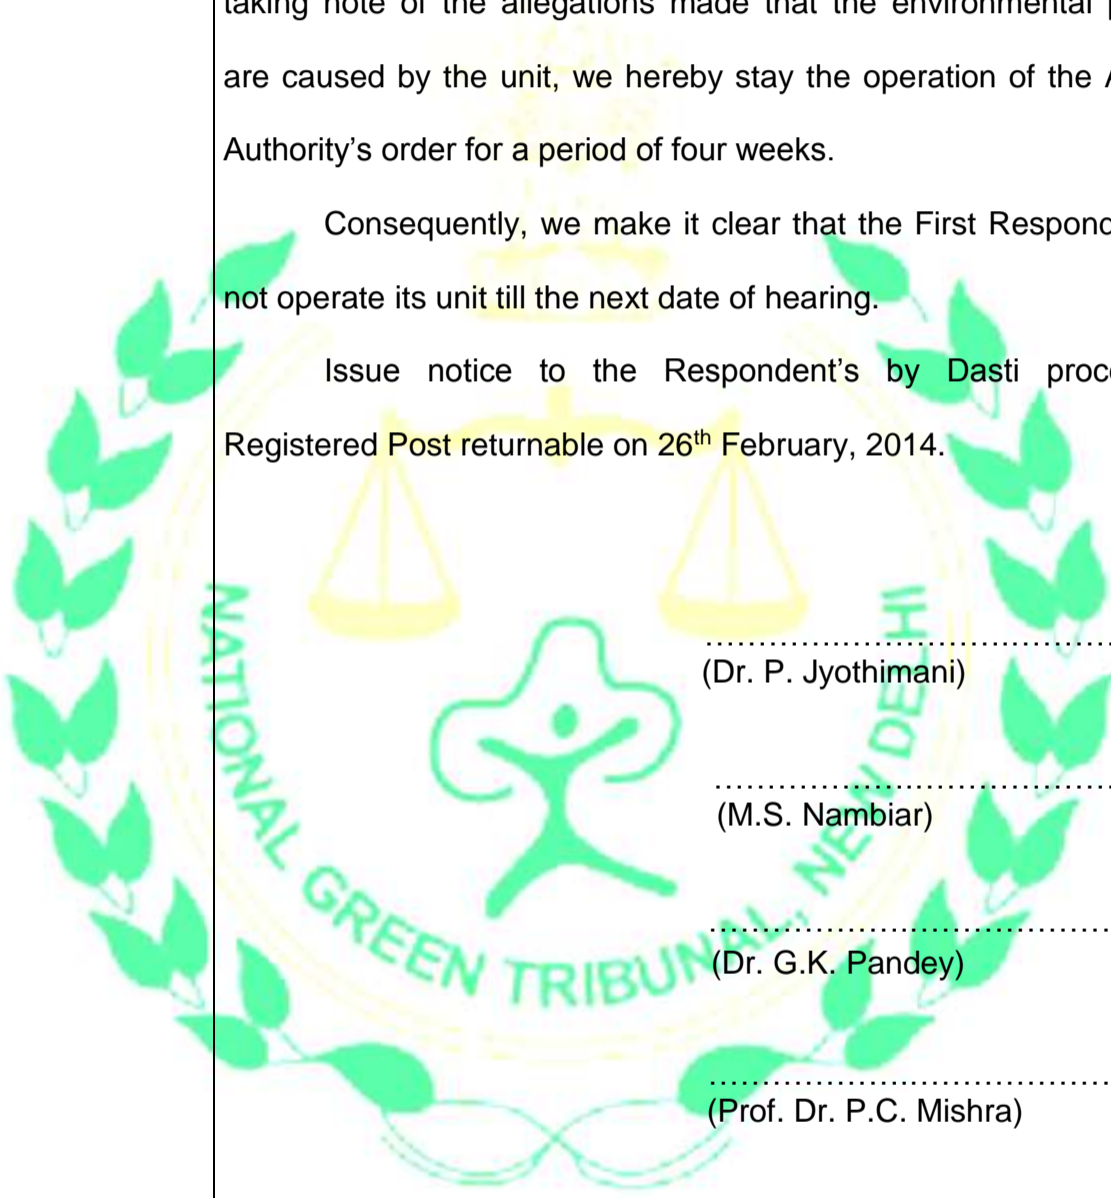 taking note of the allegations made that the environmental
are caused by the unit, we hereby stay the operation of the
Authority's order for a period of four weeks.
Consequently, we make it clear that the First
not operate its unit till the next date of hearing.
Issue notice to the Respondent's by Dasti
Registered Post returnable on 26th February, 2014.
(Dr. P. Jyothimani)
(M.S. Nambiar)
(Dr. G.K. Pandey)
(Prof. Dr. P.C. Mishra)
NATIONAL GREEN TRIBUNAL, NEW DELHI